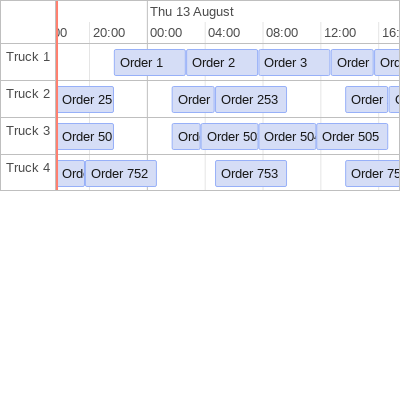 Thu 13 August
00 20:00 00:00 04:00 08:00 12:00 16:
Truck 1 Order 1 Order 2 Order 3 Order Ord
Truck 2 Order 25 Order Order 253 Order
Truck 3 Order 50 Ord Order 50 Order 504 Order 505
Truck 4 Ord Order 752 Order 753 Order 75